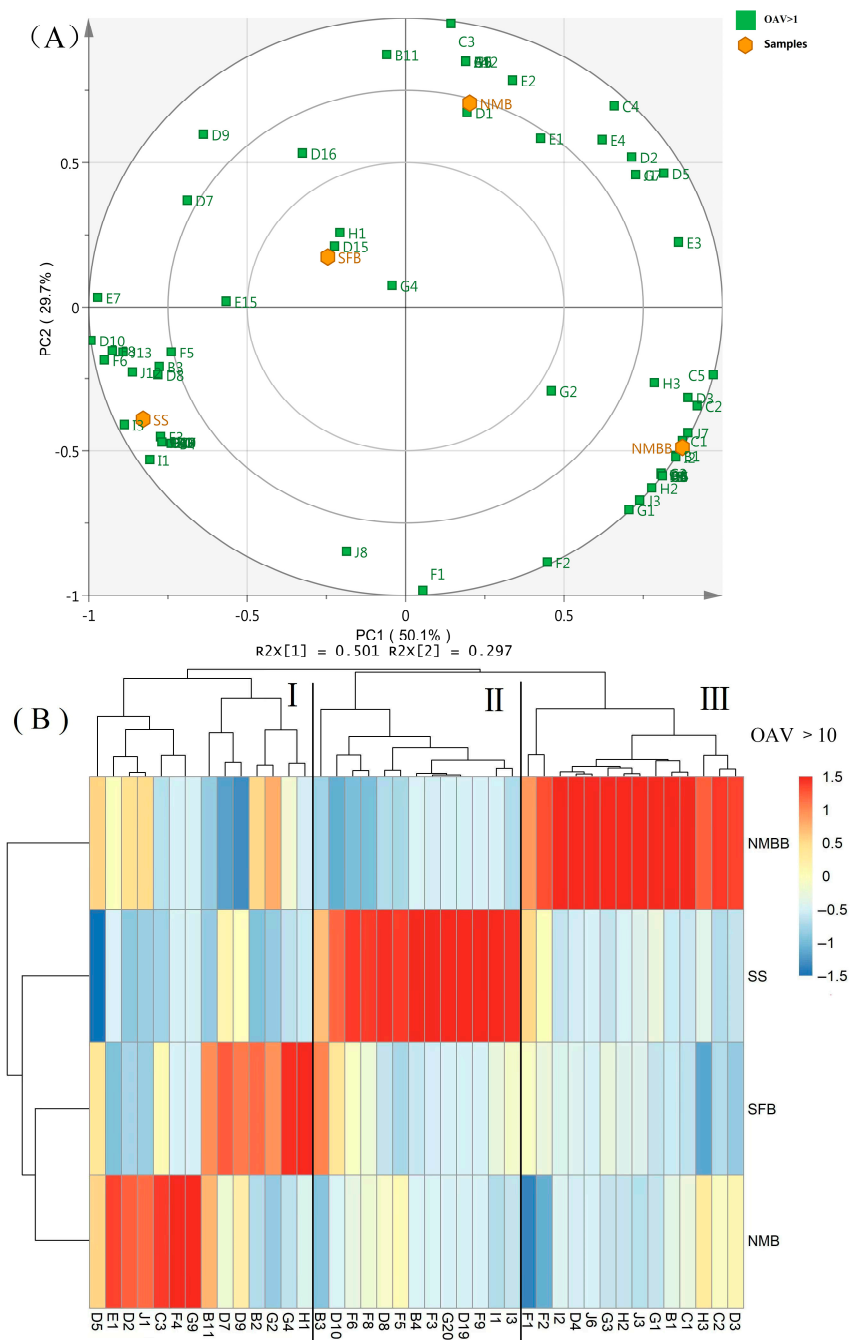 (A)
OAV>1
Samples
C3
B11
E2
NMB
D1
C4
E1
E4
D9
D16
D2
D5
D7
E3
H1
D15
SFB
G4
E7
E15
D10
J13
F5
F6
B3
J12
D8
H3
C5
G2
D3
C2
SS
I3
J7
C1
NMBB
I1
H2
J3
G1
J8
F1
F2
0.5
0
-0.5
-1
-1
-0.5
0
0.5
PC2 (29.7%)
PC1 (50.1%)
R2X[1] = 0.501 R2X[2] = 0.297
(B)
I
II
III
OAV >10
1.5
1
0.5
0
−0.5
−1
−1.5
NMBB
SS
SFB
NMB
D5 E1 D2 J1 C3 F4 G9 B11 D7 D9 B2 G2 G4 H1 B3 D10 F6 F8 D8 F5 B4 F3 G20 D19 F9 I1 I3 F1 F2 I2 D4 J6 G3 H2 J3 G1 B1 C1 H3 C2 D3